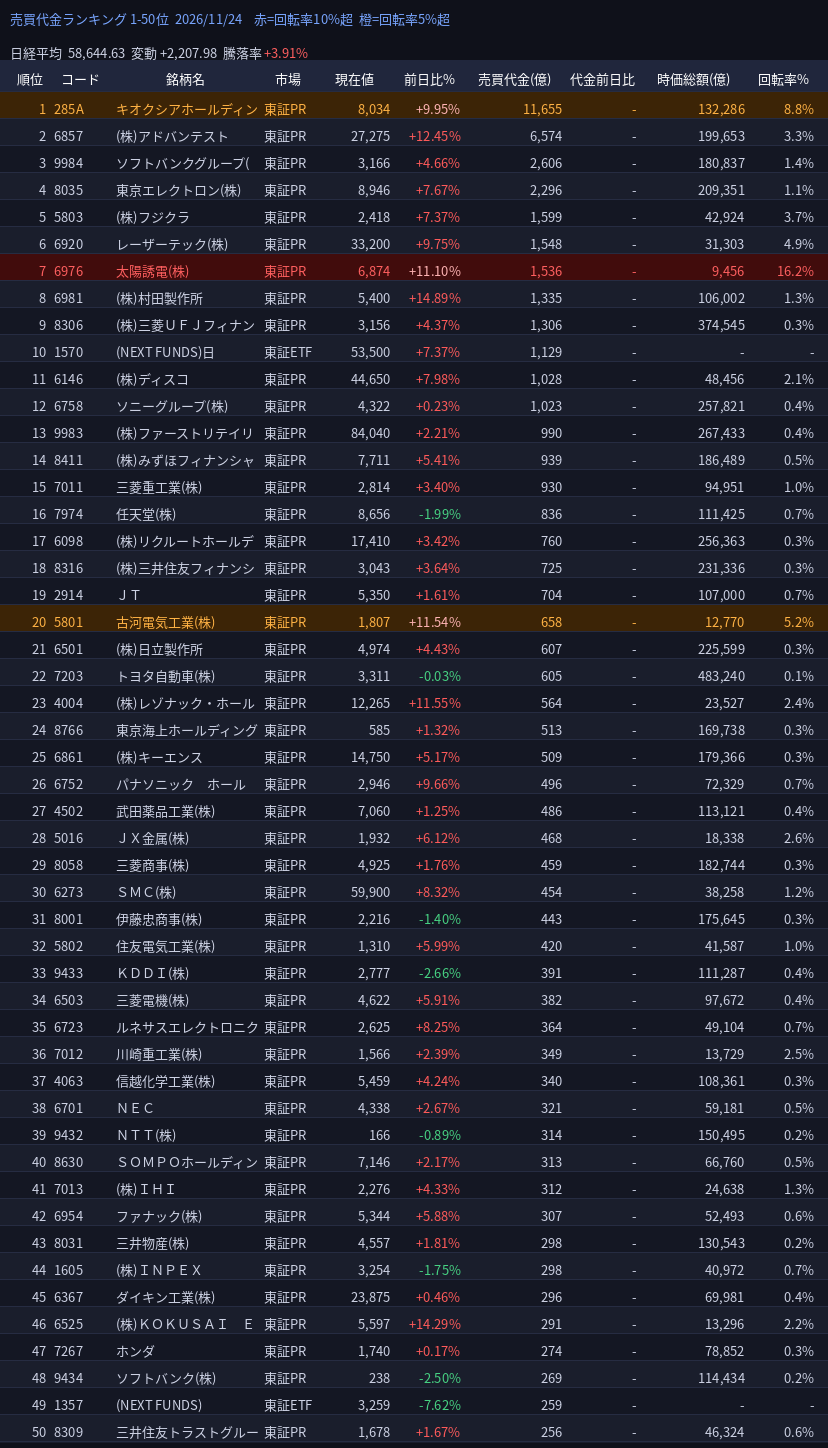 売買代金ランキング 1-50位 2026/11/24 赤=回転率10%超 橙=回転率5%超
日経平均 58,644.63 変動 +2,207.98 騰落率+3.91%
順位 コード 銘柄名 市場 現在値 前日比% 売買代金(億) 代金前日比 時価総額(億) 回転率%
1 285A キオクシアホールディン 東証PR 8,034 +9.95% 11,655 - 132,286 8.8%
2 6857 (株)アドバンテスト 東証PR 27,275 +12.45% 6,574 - 199,653 3.3%
3 9984 ソフトバンクグループ( 東証PR 3,166 +4.66% 2,606 - 180,837 1.4%
4 8035 東京エレクトロン(株) 東証PR 8,946 +7.67% 2,296 - 209,351 1.1%
5 5803 (株)フジクラ 東証PR 2,418 +7.37% 1,599 - 42,924 3.7%
6 6920 レーザーテック(株) 東証PR 33,200 +9.75% 1,548 - 31,303 4.9%
7 6976 太陽誘電(株) 東証PR 6,874 +11.10% 1,536 - 9,456 16.2%
8 6981 (株)村田製作所 東証PR 5,400 +14.89% 1,335 - 106,002 1.3%
9 8306 (株)三菱ＵＦＪフィナン 東証PR 3,156 +4.37% 1,306 - 374,545 0.3%
10 1570 (NEXT FUNDS)日 東証ETF 53,500 +7.37% 1,129 - - -
11 6146 (株)ディスコ 東証PR 44,650 +7.98% 1,028 - 48,456 2.1%
12 6758 ソニーグループ(株) 東証PR 4,322 +0.23% 1,023 - 257,821 0.4%
13 9983 (株)ファーストリテイリ 東証PR 84,040 +2.21% 990 - 267,433 0.4%
14 8411 (株)みずほフィナンシャ 東証PR 7,711 +5.41% 939 - 186,489 0.5%
15 7011 三菱重工業(株) 東証PR 2,814 +3.40% 930 - 94,951 1.0%
16 7974 任天堂(株) 東証PR 8,656 -1.99% 836 - 111,425 0.7%
17 6098 (株)リクルートホールデ 東証PR 17,410 +3.42% 760 - 256,363 0.3%
18 8316 (株)三井住友フィナンシ 東証PR 3,043 +3.64% 725 - 231,336 0.3%
19 2914 ＪＴ 東証PR 5,350 +1.61% 704 - 107,000 0.7%
20 5801 古河電気工業(株) 東証PR 1,807 +11.54% 658 - 12,770 5.2%
21 6501 (株)日立製作所 東証PR 4,974 +4.43% 607 - 225,599 0.3%
22 7203 トヨタ自動車(株) 東証PR 3,311 -0.03% 605 - 483,240 0.1%
23 4004 (株)レゾナック・ホール 東証PR 12,265 +11.55% 564 - 23,527 2.4%
24 8766 東京海上ホールディング 東証PR 585 +1.32% 513 - 169,738 0.3%
25 6861 (株)キーエンス 東証PR 14,750 +5.17% 509 - 179,366 0.3%
26 6752 パナソニック　ホール 東証PR 2,946 +9.66% 496 - 72,329 0.7%
27 4502 武田薬品工業(株) 東証PR 7,060 +1.25% 486 - 113,121 0.4%
28 5016 ＪＸ金属(株) 東証PR 1,932 +6.12% 468 - 18,338 2.6%
29 8058 三菱商事(株) 東証PR 4,925 +1.76% 459 - 182,744 0.3%
30 6273 ＳＭＣ(株) 東証PR 59,900 +8.32% 454 - 38,258 1.2%
31 8001 伊藤忠商事(株) 東証PR 2,216 -1.40% 443 - 175,645 0.3%
32 5802 住友電気工業(株) 東証PR 1,310 +5.99% 420 - 41,587 1.0%
33 9433 ＫＤＤＩ(株) 東証PR 2,777 -2.66% 391 - 111,287 0.4%
34 6503 三菱電機(株) 東証PR 4,622 +5.91% 382 - 97,672 0.4%
35 6723 ルネサスエレクトロニク 東証PR 2,625 +8.25% 364 - 49,104 0.7%
36 7012 川崎重工業(株) 東証PR 1,566 +2.39% 349 - 13,729 2.5%
37 4063 信越化学工業(株) 東証PR 5,459 +4.24% 340 - 108,361 0.3%
38 6701 ＮＥＣ 東証PR 4,338 +2.67% 321 - 59,181 0.5%
39 9432 ＮＴＴ(株) 東証PR 166 -0.89% 314 - 150,495 0.2%
40 8630 ＳＯＭＰＯホールディン 東証PR 7,146 +2.17% 313 - 66,760 0.5%
41 7013 (株)ＩＨＩ 東証PR 2,276 +4.33% 312 - 24,638 1.3%
42 6954 ファナック(株) 東証PR 5,344 +5.88% 307 - 52,493 0.6%
43 8031 三井物産(株) 東証PR 4,557 +1.81% 298 - 130,543 0.2%
44 1605 (株)ＩＮＰＥＸ 東証PR 3,254 -1.75% 298 - 40,972 0.7%
45 6367 ダイキン工業(株) 東証PR 23,875 +0.46% 296 - 69,981 0.4%
46 6525 (株)ＫＯＫＵＳＡＩ　Ｅ 東証PR 5,597 +14.29% 291 - 13,296 2.2%
47 7267 ホンダ 東証PR 1,740 +0.17% 274 - 78,852 0.3%
48 9434 ソフトバンク(株) 東証PR 238 -2.50% 269 - 114,434 0.2%
49 1357 (NEXT FUNDS) 東証ETF 3,259 -7.62% 259 - - -
50 8309 三井住友トラストグルー 東証PR 1,678 +1.67% 256 - 46,324 0.6%